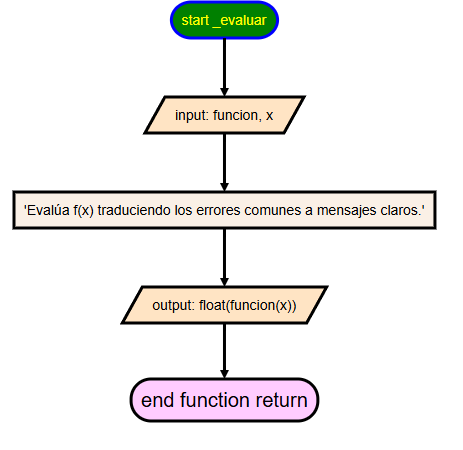 start _evaluar
input: funcion, x
'Evalúa f(x) traduciendo los errores comunes a mensajes claros.'
output: float(funcion(x))
end function return